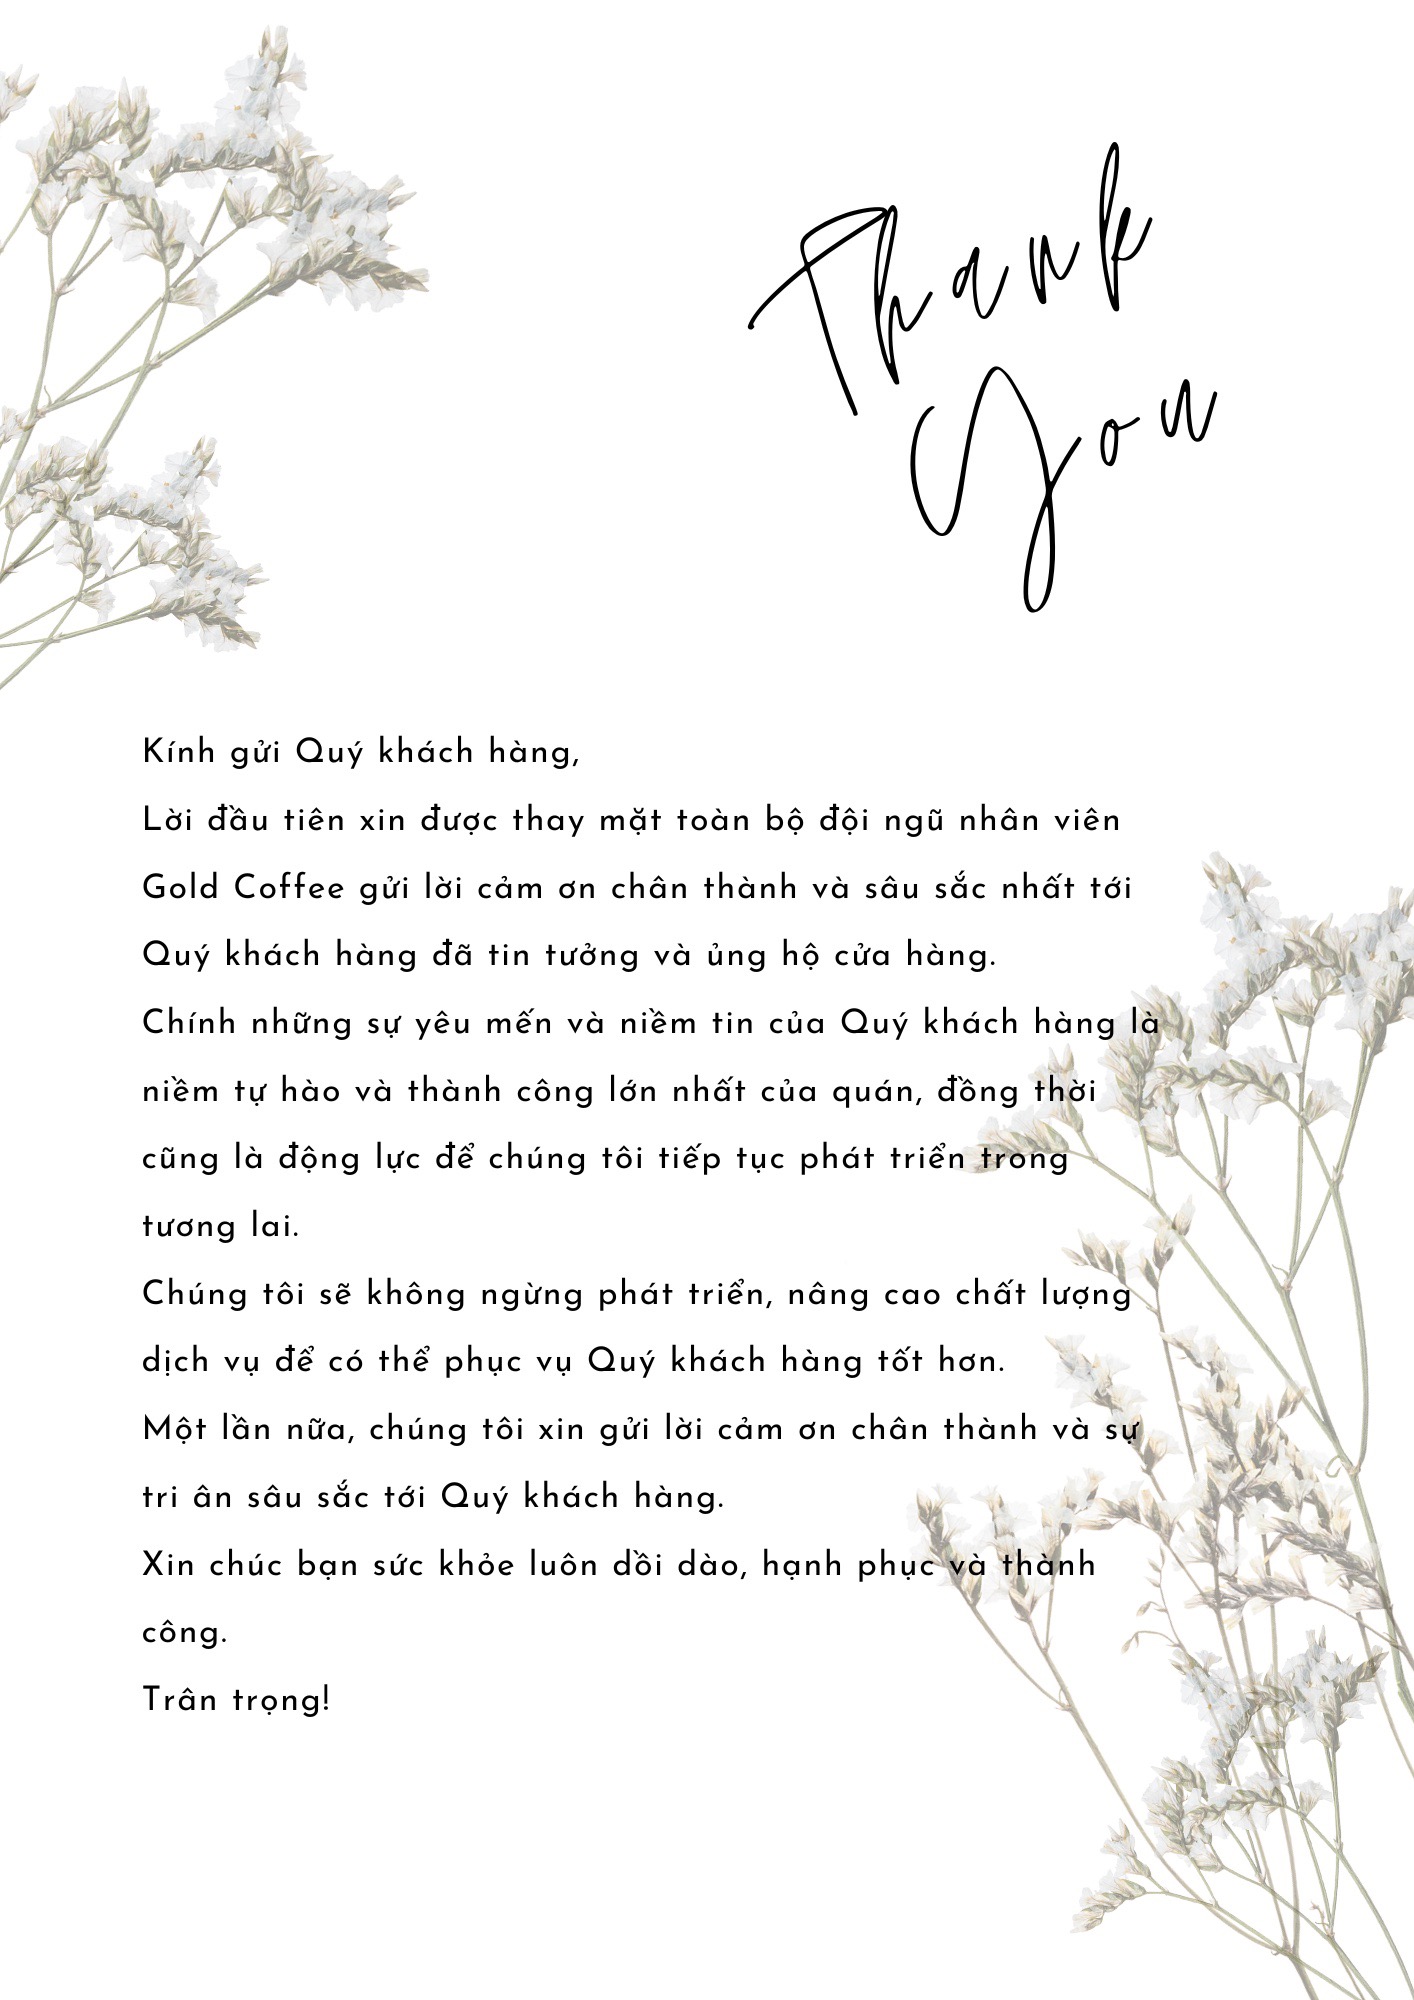 Thank
You
Kính gửi Quý khách hàng,
Lời đầu tiên xin được thay mặt toàn bộ đội ngũ nhân viên
Gold Coffee gửi lời cảm ơn chân thành và sâu sắc nhất tới
Quý khách hàng đã tin tưởng và ủng hộ cửa hàng.
Chính những sự yêu mến và niềm tin của Quý khách hàng là
niềm tự hào và thành công lớn nhất của quán, đồng thời
cũng là động lực để chúng tôi tiếp tục phát triển trong
tương lai.
Chúng tôi sẽ không ngừng phát triển, nâng cao chất lượng
dịch vụ để có thể phục vụ Quý khách hàng tốt hơn.
Một lần nữa, chúng tôi xin gửi lời cảm ơn chân thành và sự
tri ân sâu sắc tới Quý khách hàng.
Xin chúc bạn sức khỏe luôn dồi dào, hạnh phục và thành
công.
Trân trọng!